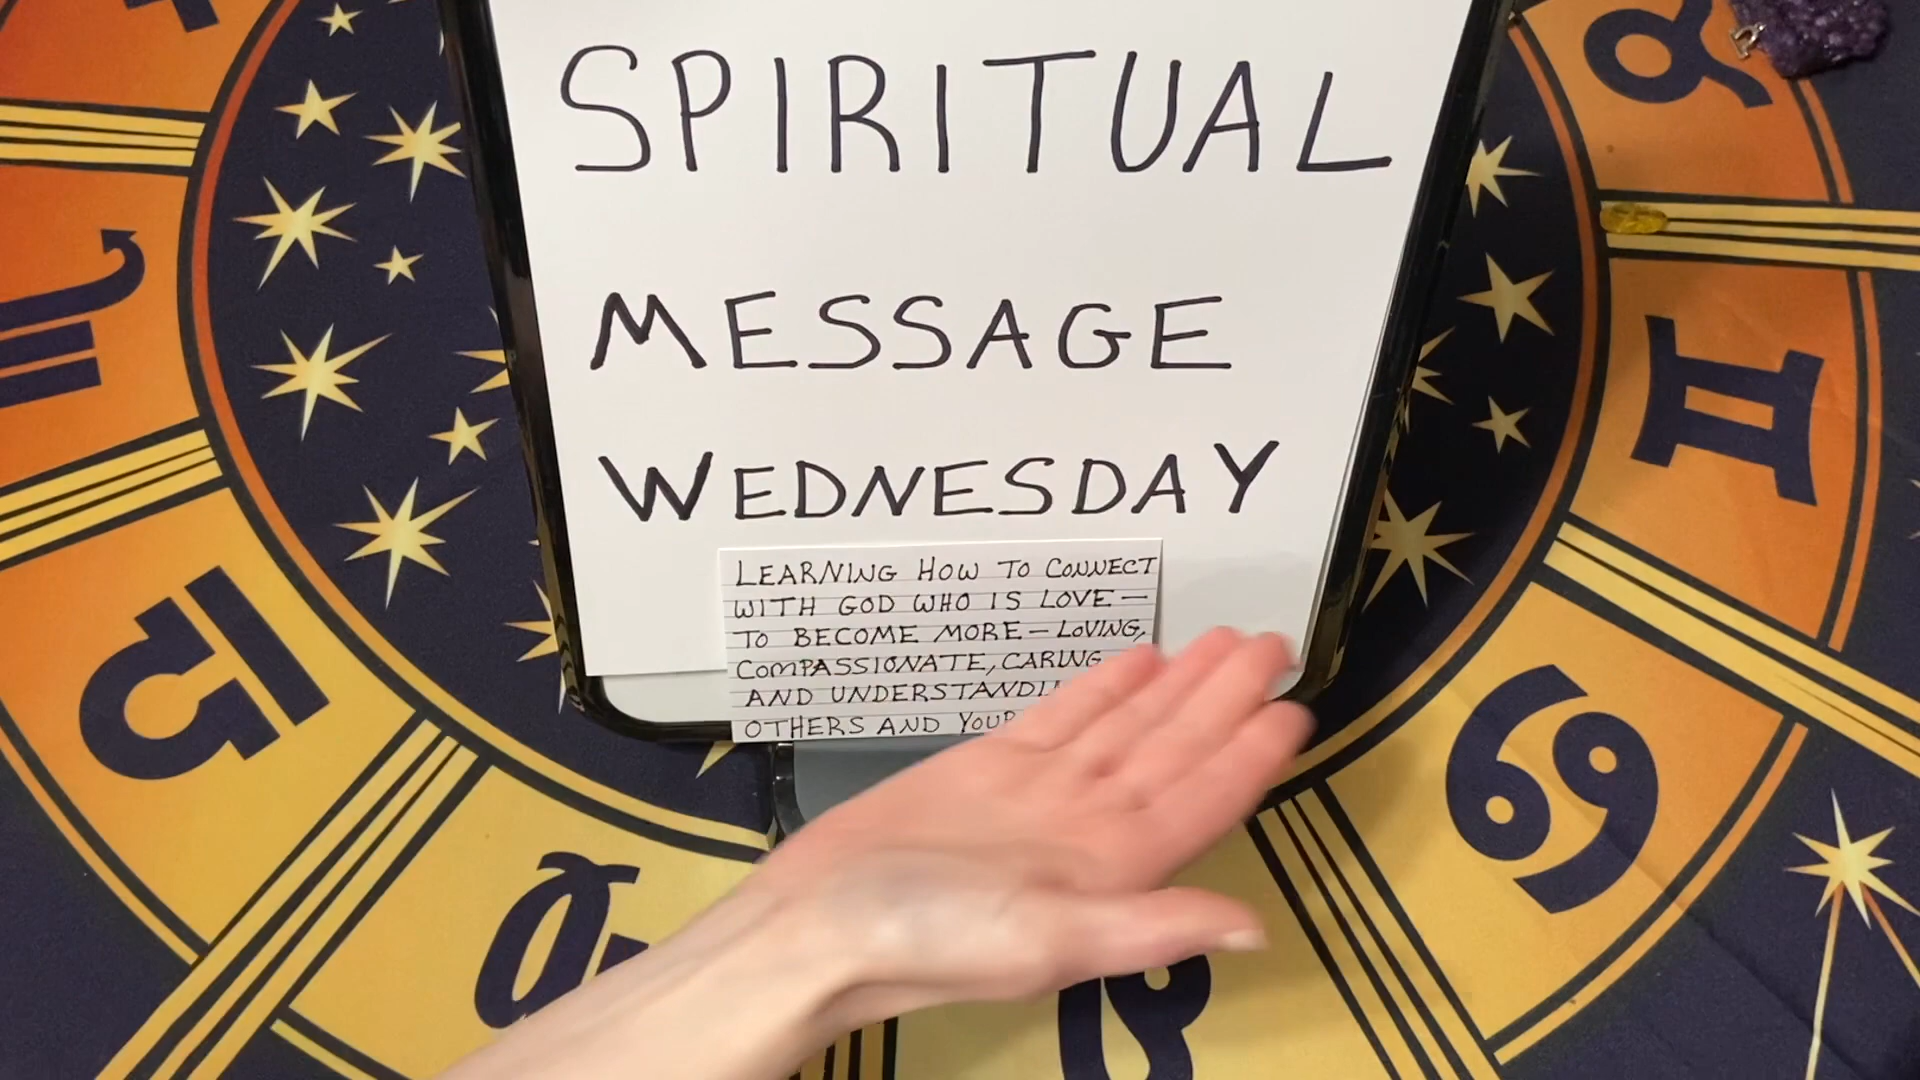 SPIRITUAL
MESSAGE
WEDNESDAY
LEARNING HOW TO CONNECT
WITH GOD WHO IS LOVE —
TO BECOME MORE — LOVING,
COMPASSIONATE, CARING
AND
OTHERS AND